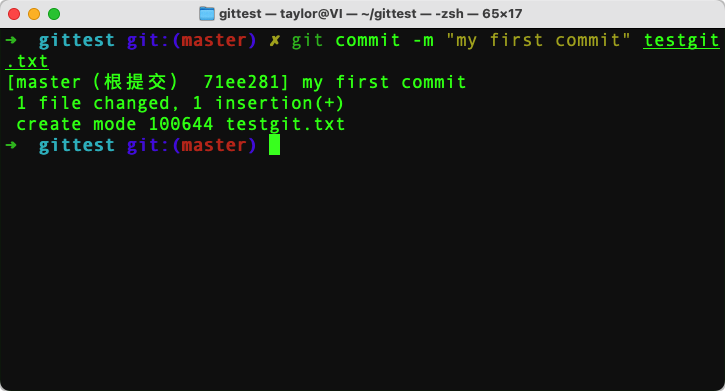 gittest — taylor@VI — ~/gittest — -zsh — 65×17
➜  gittest git:(master) ✗ git commit -m "my first commit" testgit
.txt
[master（根提交） 71ee281] my first commit
 1 file changed, 1 insertion(+)
 create mode 100644 testgit.txt
➜  gittest git:(master)